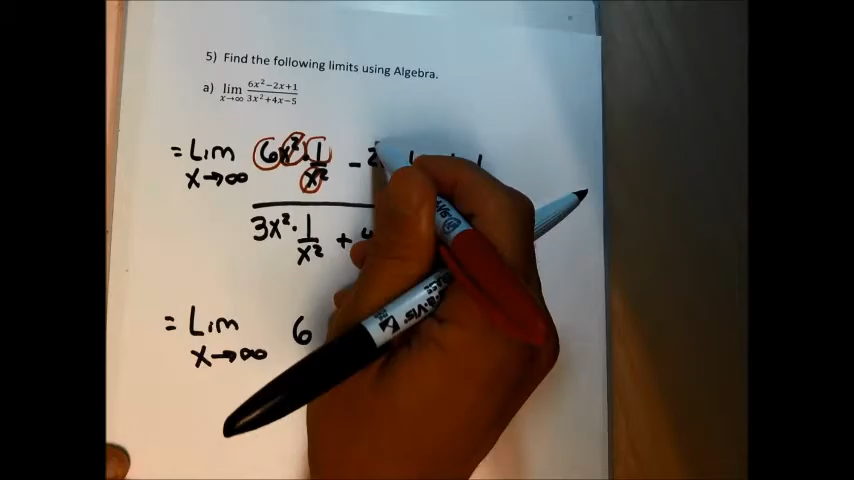 5) Find the following limits using Algebra.
a) lim x→∞ 6x²−2x+1 / 3x²+4x−5
= Lim x→∞ 6x² · 1/x² − 2
3x² · 1/x² +
= Lim x→∞ 6